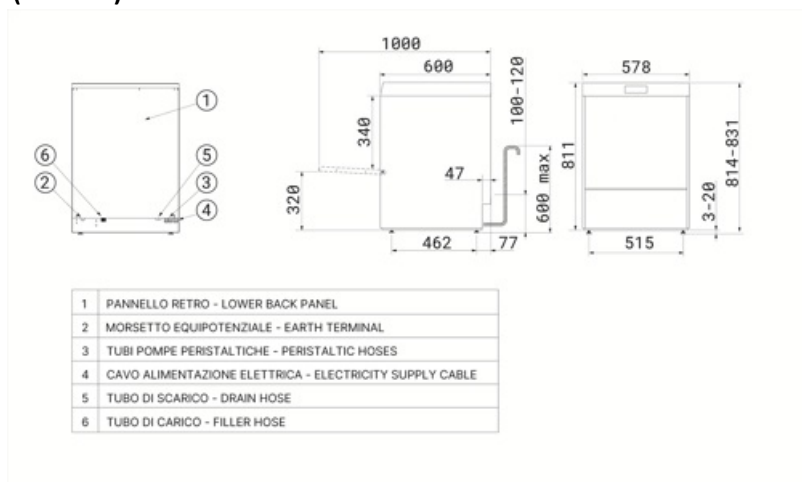 1000
600
578
100-120
340
320
47
600 max
811
814-831
3-20
462
77
515
1
6
5
2
3
4
1 PANNELLO RETRO - LOWER BACK PANEL
2 MORSETTO EQUIPOTENZIALE - EARTH TERMINAL
3 TUBI POMPE PERISTALTICHE - PERISTALTIC HOSES
4 CAVO ALIMENTAZIONE ELETTRICA - ELECTRICITY SUPPLY CABLE
5 TUBO DI SCARICO - DRAIN HOSE
6 TUBO DI CARICO - FILLER HOSE